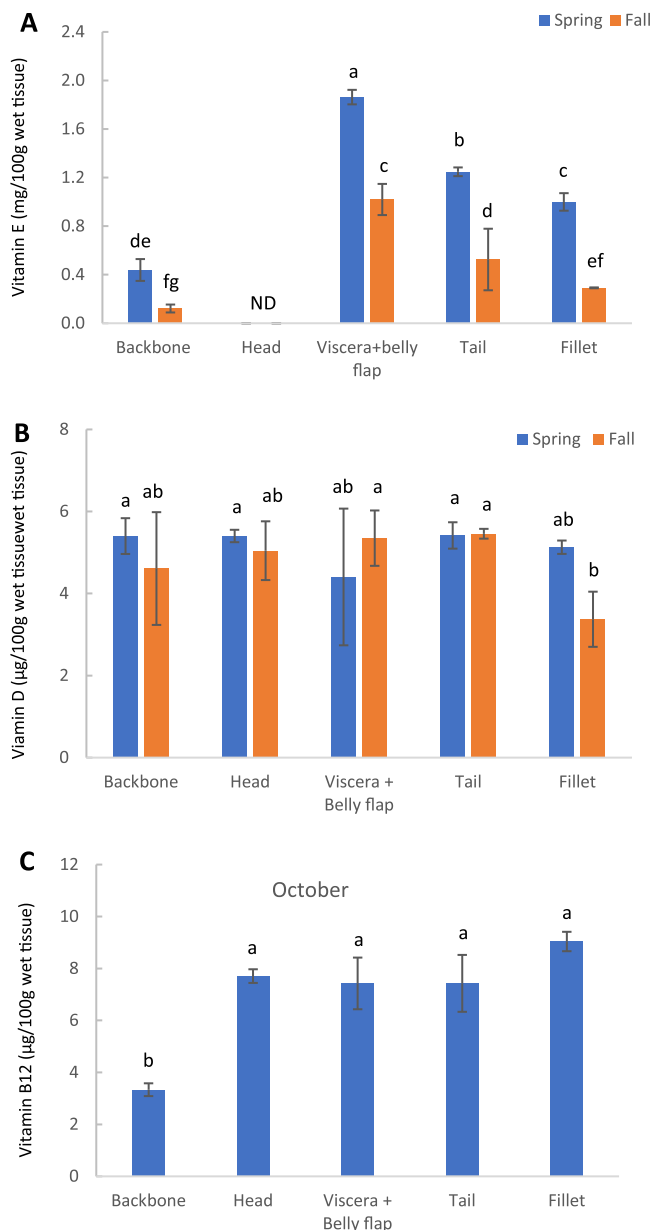 A
Spring Fall
Vitamin E (mg/100g wet tissue)
2.4
2.0
1.6
1.2
0.8
0.4
0.0
de
fg
ND
a
c
b
d
c
ef
Backbone Head Viscera+belly Tail Fillet
flap
B
Spring Fall
Viamin D (µg/100g wet tissuewet tissue)
8
6
4
2
0
a
ab
a
ab
ab
a
a
a
ab
b
Backbone Head Viscera + Tail Fillet
Belly flap
C
October
Vitamin B12 (µg/100g wet tissue)
12
10
8
6
4
2
0
b
a
a
a
a
Backbone Head Viscera + Tail Fillet
Belly flap